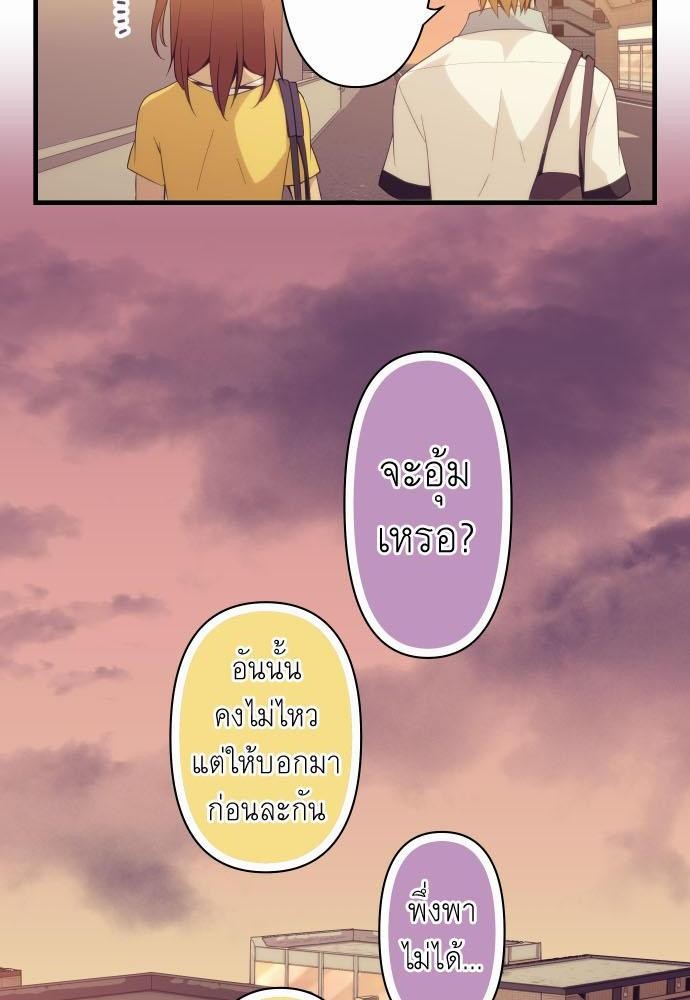 จะอุ้ม
เหรอ?
อันนั้น
คงไม่ไหว
แต่ให้บอกมา
ก่อนละกัน
พึ่งพา
ไม่ได้...